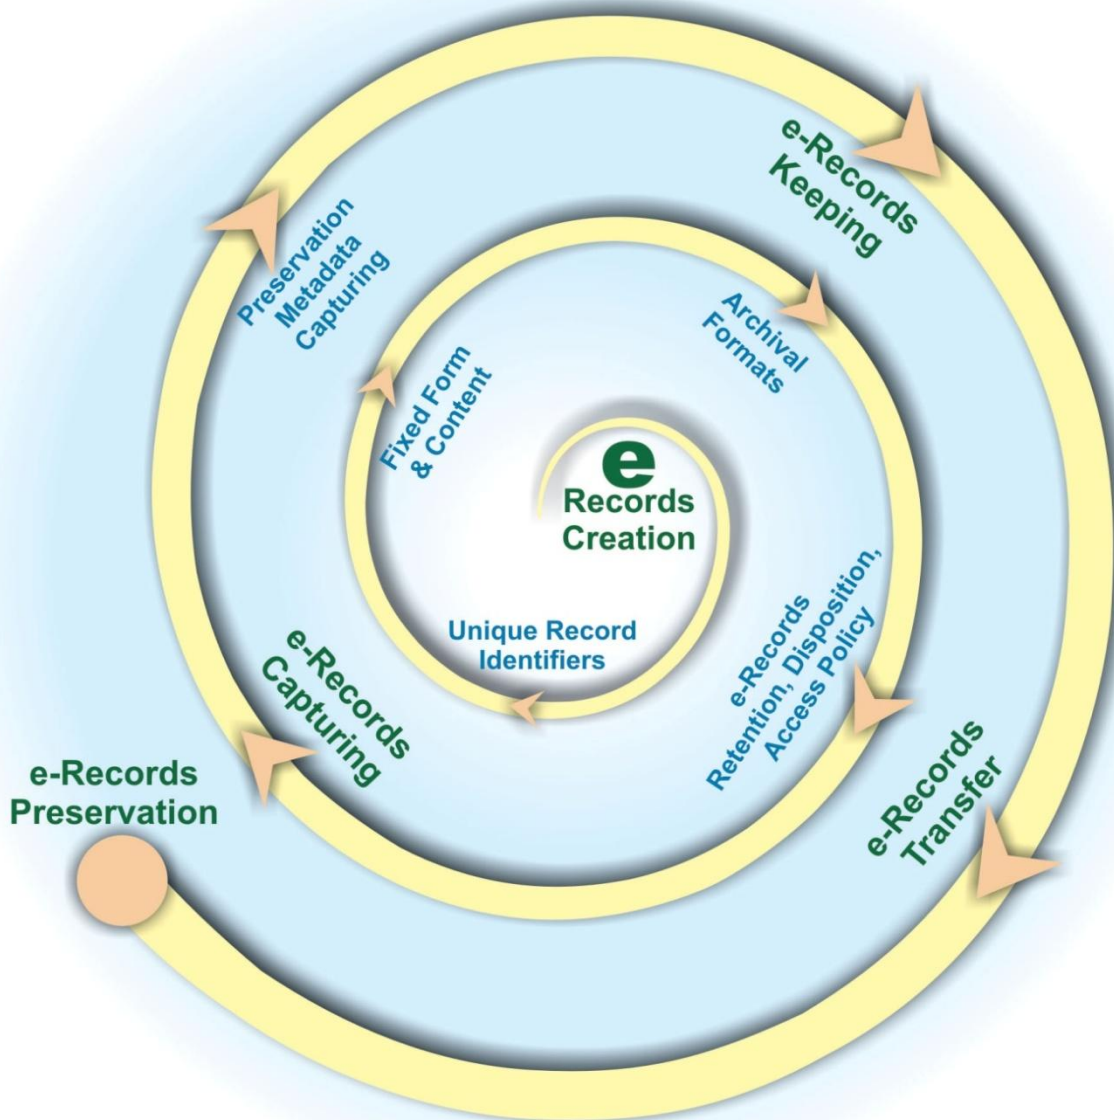 e
Records
Creation
Unique Record
Identifiers
Fixed Form
& Content
Archival
Formats
e-Records
Retention, Disposition,
Access Policy
e-Records
Capturing
Preservation
Metadata
Capturing
e-Records
Keeping
e-Records
Transfer
e-Records
Preservation